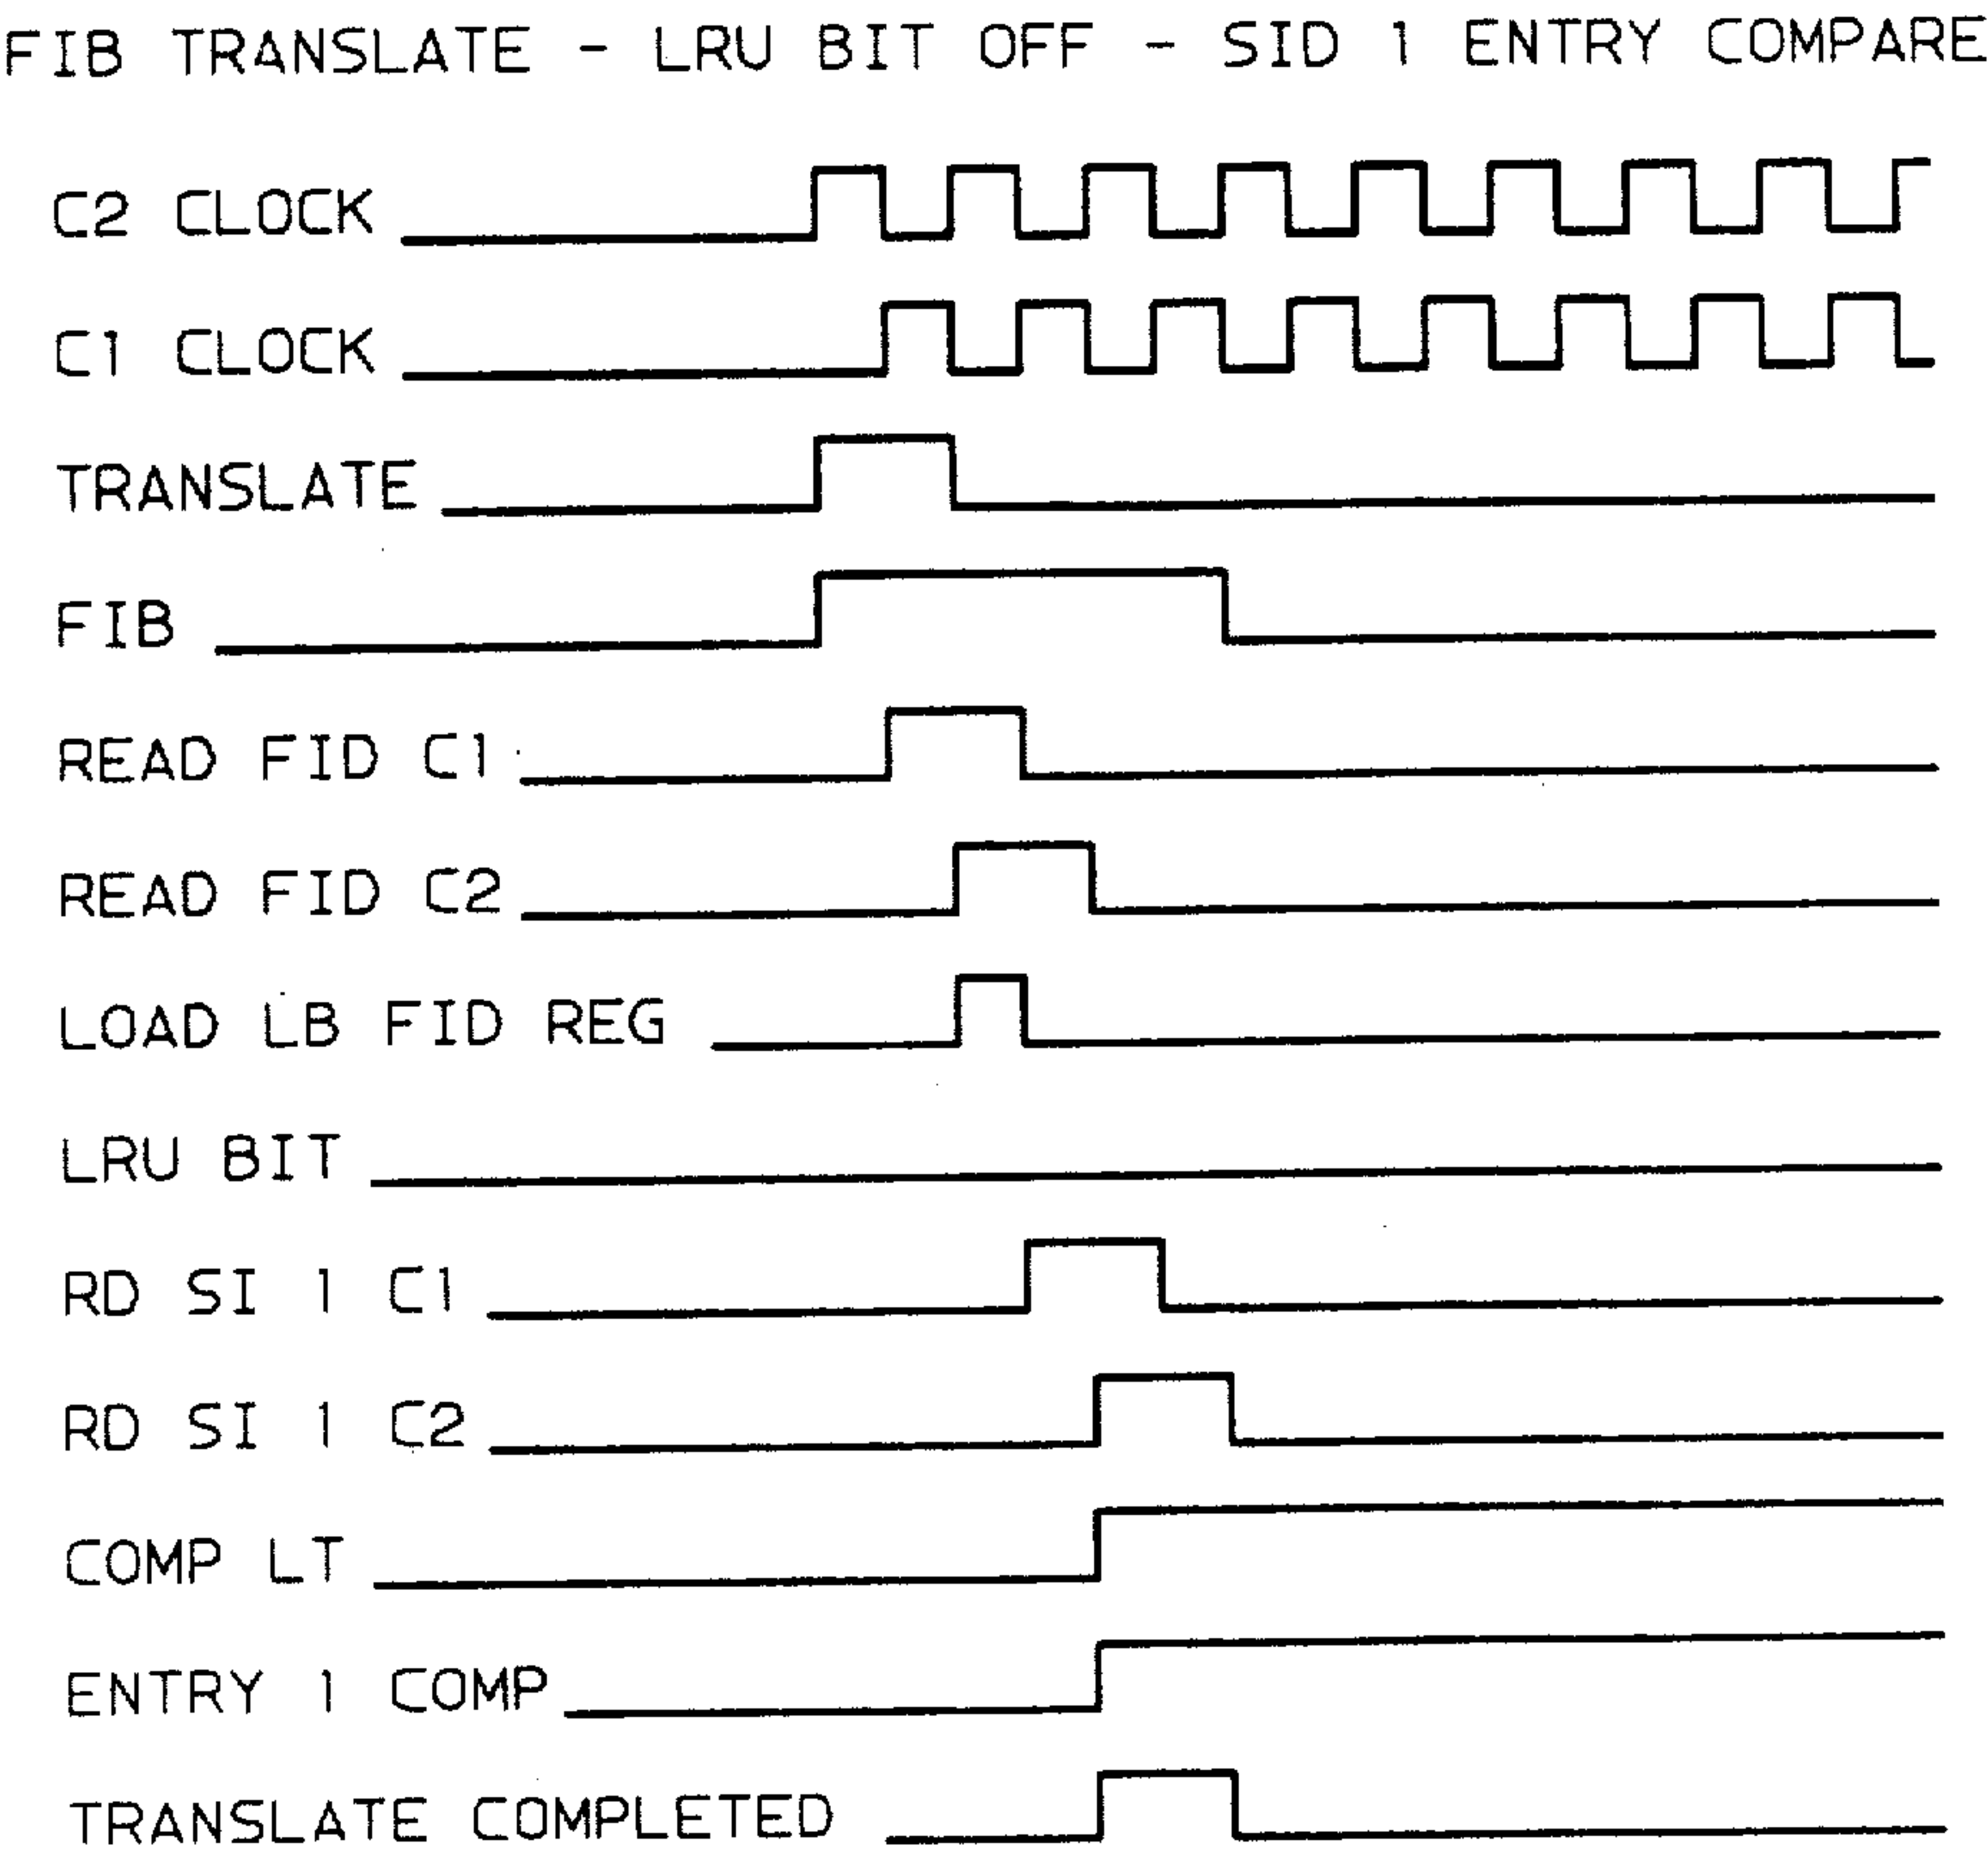 FIB TRANSLATE - LRU BIT OFF - SID 1 ENTRY COMPARE
C2 CLOCK
C1 CLOCK
TRANSLATE
FIB
READ FID C1
READ FID C2
LOAD LB FID REG
LRU BIT
RD SI 1 C1
RD SI 1 C2
COMP LT
ENTRY 1 COMP
TRANSLATE COMPLETED